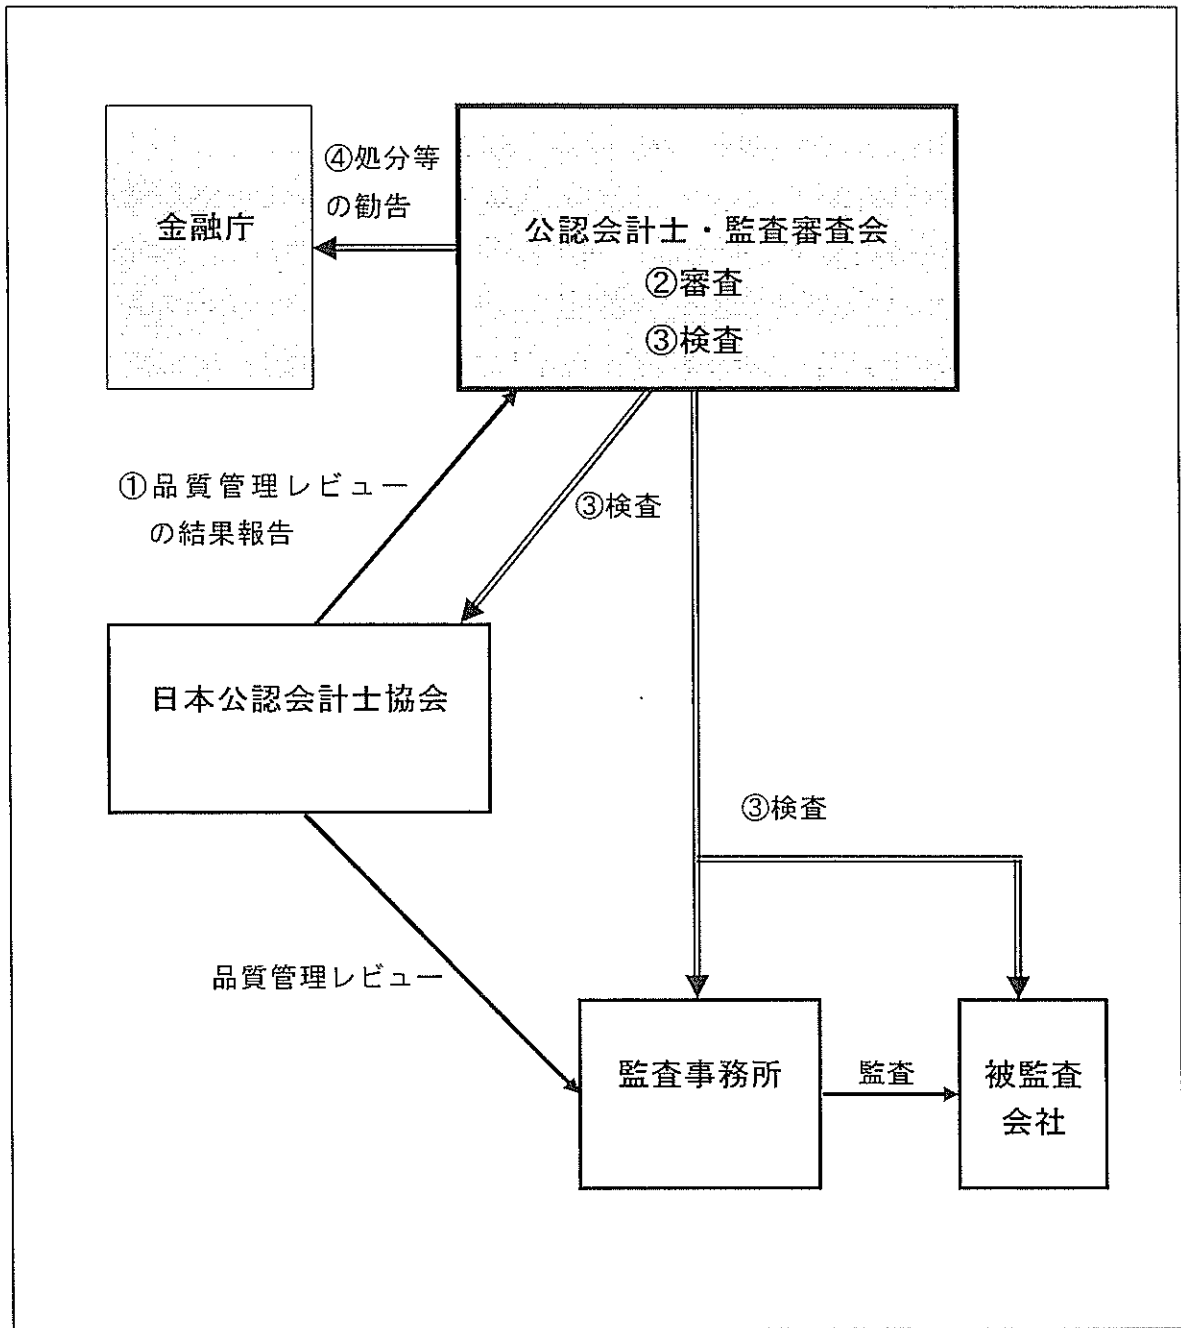 ④処分等
の勧告
金融庁
公認会計士・監査審査会
②審査
③検査
①品質管理レビュー
の結果報告
③検査
日本公認会計士協会
③検査
品質管理レビュー
監査事務所
監査
被監査
会社